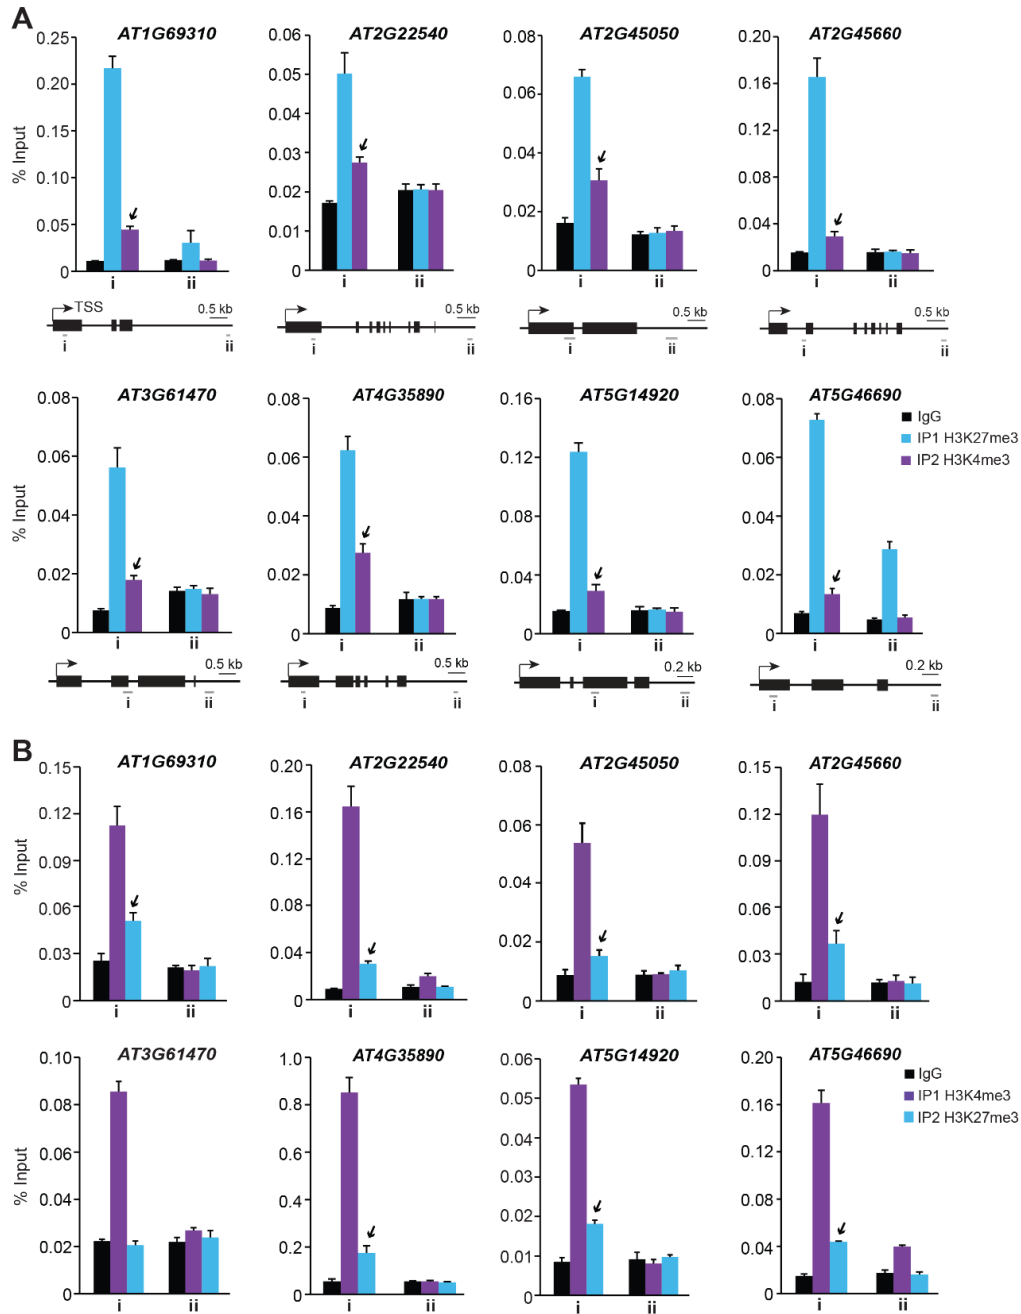 A
AT1G69310
AT2G22540
AT2G45050
AT2G45660
% Input
0.25
0.20
0.15
0.10
0.05
0
i
ii
0.06
0.05
0.04
0.03
0.02
0.01
0
i
ii
0.08
0.06
0.04
0.02
0
i
ii
0.20
0.16
0.12
0.08
0.04
0
i
ii
TSS
0.5 kb
i
ii
0.5 kb
i
ii
0.5 kb
i
ii
0.5 kb
i
ii
AT3G61470
AT4G35890
AT5G14920
AT5G46690
% Input
0.08
0.06
0.04
0.02
0
i
ii
0.08
0.06
0.04
0.02
0
i
ii
0.16
0.12
0.08
0.04
0
i
ii
0.08
0.06
0.04
0.02
0
i
ii
IgG
IP1 H3K27me3
IP2 H3K4me3
0.5 kb
i
ii
0.5 kb
i
ii
0.2 kb
i
ii
0.2 kb
i
ii
B
AT1G69310
AT2G22540
AT2G45050
AT2G45660
% Input
0.15
0.12
0.09
0.06
0.03
0
i
ii
0.20
0.16
0.12
0.08
0.04
0
i
ii
0.08
0.06
0.04
0.02
0
i
ii
0.15
0.12
0.09
0.06
0.03
0
i
ii
AT3G61470
AT4G35890
AT5G14920
AT5G46690
% Input
0.10
0.08
0.06
0.04
0.02
0
i
ii
1.0
0.8
0.6
0.4
0.2
0
i
ii
0.06
0.05
0.04
0.03
0.02
0.01
0
i
ii
0.20
0.16
0.12
0.08
0.04
0
i
ii
IgG
IP1 H3K4me3
IP2 H3K27me3